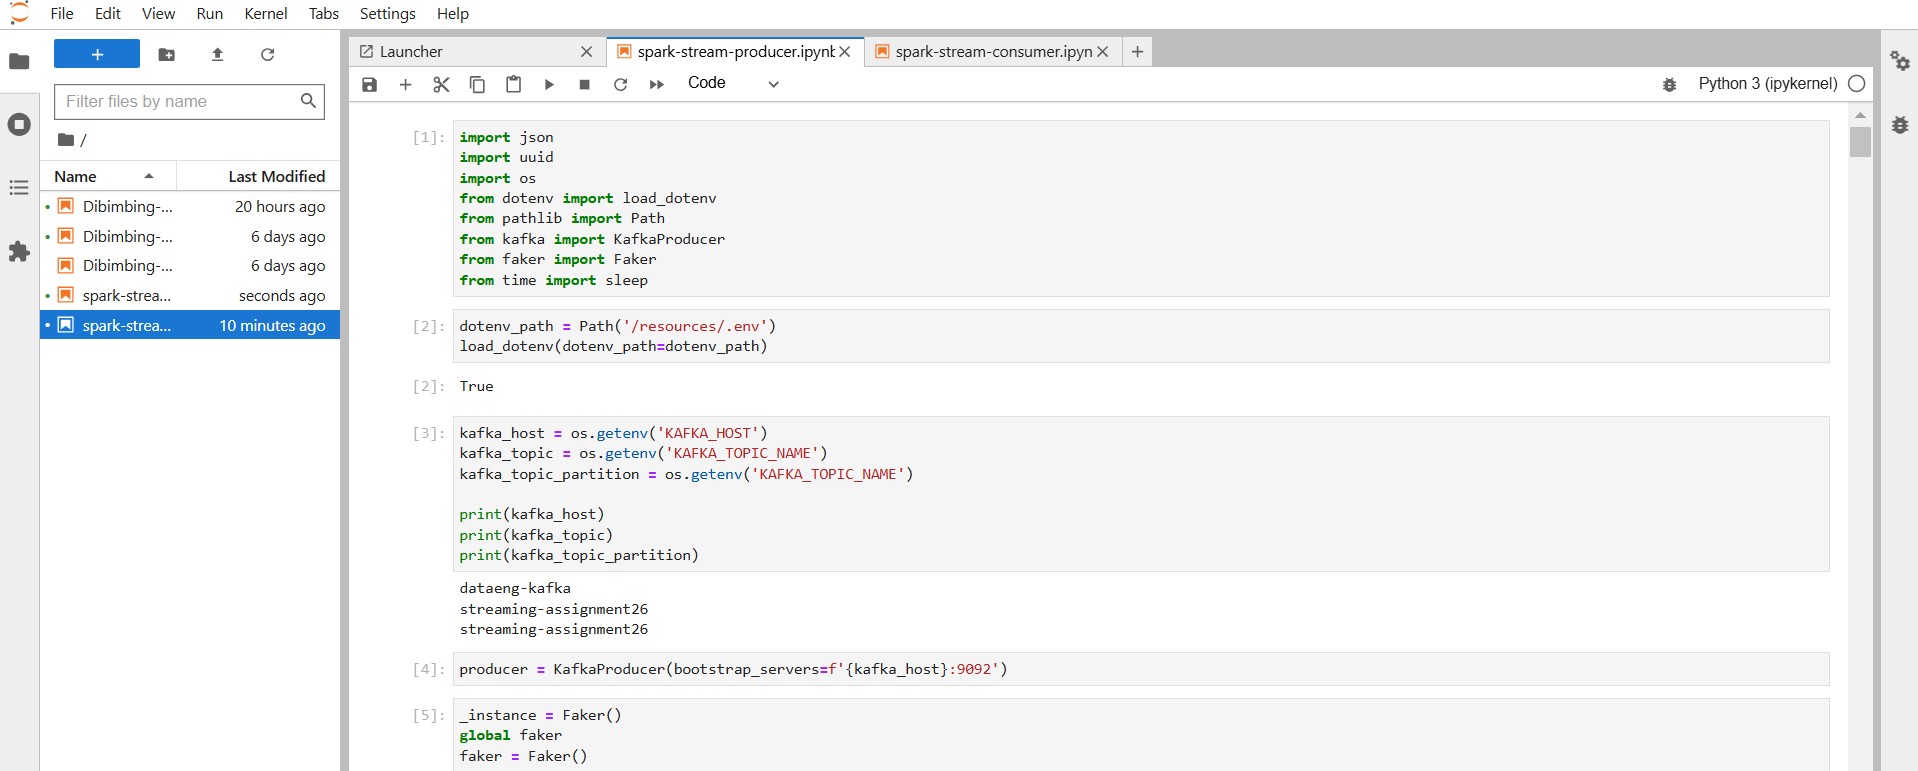 File Edit View Run Kernel Tabs Settings Help
Filter files by name
/
Name Last Modified
Dibimbing-... 20 hours ago
Dibimbing-... 6 days ago
Dibimbing-... 6 days ago
spark-strea... seconds ago
spark-strea... 10 minutes ago
Launcher spark-stream-producer.ipynb spark-stream-consumer.ipyn
Code Python 3 (ipykernel)
[1]: import json
import uuid
import os
from dotenv import load_dotenv
from pathlib import Path
from kafka import KafkaProducer
from faker import Faker
from time import sleep
[2]: dotenv_path = Path('/resources/.env')
load_dotenv(dotenv_path=dotenv_path)
[2]: True
[3]: kafka_host = os.getenv('KAFKA_HOST')
kafka_topic = os.getenv('KAFKA_TOPIC_NAME')
kafka_topic_partition = os.getenv('KAFKA_TOPIC_NAME')
print(kafka_host)
print(kafka_topic)
print(kafka_topic_partition)
dataeng-kafka
streaming-assignment26
streaming-assignment26
[4]: producer = KafkaProducer(bootstrap_servers=f'{kafka_host}:9092')
[5]: _instance = Faker()
global faker
faker = Faker()